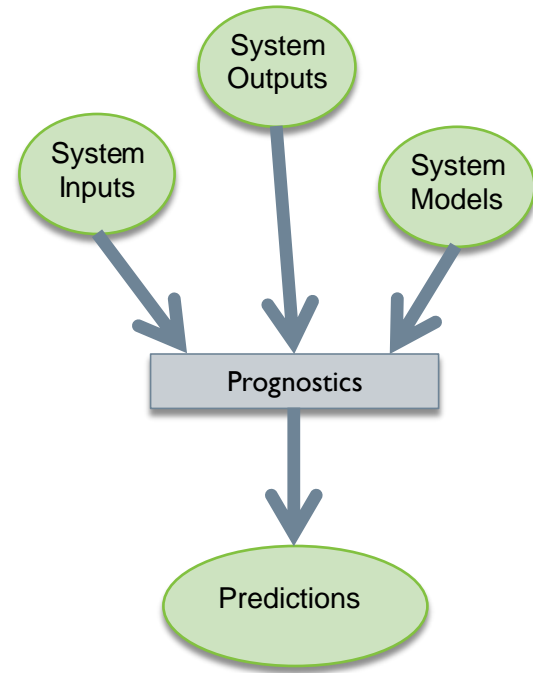 System
Outputs
System
Inputs
System
Models
Prognostics
Predictions